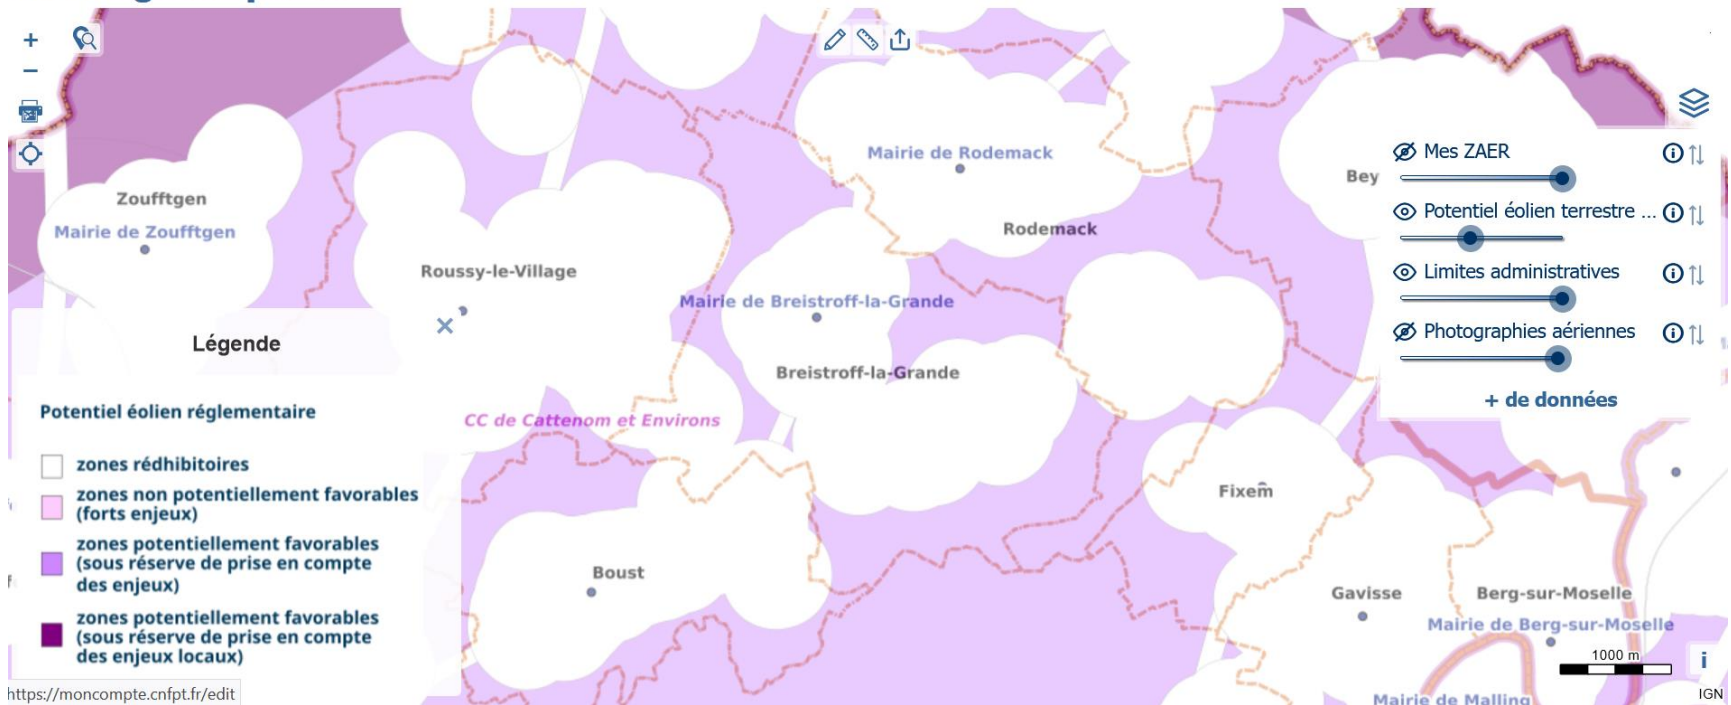 Mairie de Rodemack
Mes ZAER
Bey
Zoufftgen
Potentiel éolien terrestre ...
Mairie de Zoufftgen
Rodemack
Roussy-le-Village
Limites administratives
Mairie de Breistroff-la-Grande
Photographies aériennes
Légende
Breistroff-la-Grande
+ de données
Potentiel éolien réglementaire
CC de Cattenom et Environs
zones rédhibitoires
zones non potentiellement favorables
(forts enjeux)
Fixem
zones potentiellement favorables
(sous réserve de prise en compte
des enjeux)
Boust
Gavisse
Berg-sur-Moselle
zones potentiellement favorables
(sous réserve de prise en compte
des enjeux locaux)
Mairie de Berg-sur-Moselle
1000 m
https://moncompte.cnfpt.fr/edit
Mairie de Malling
IGN